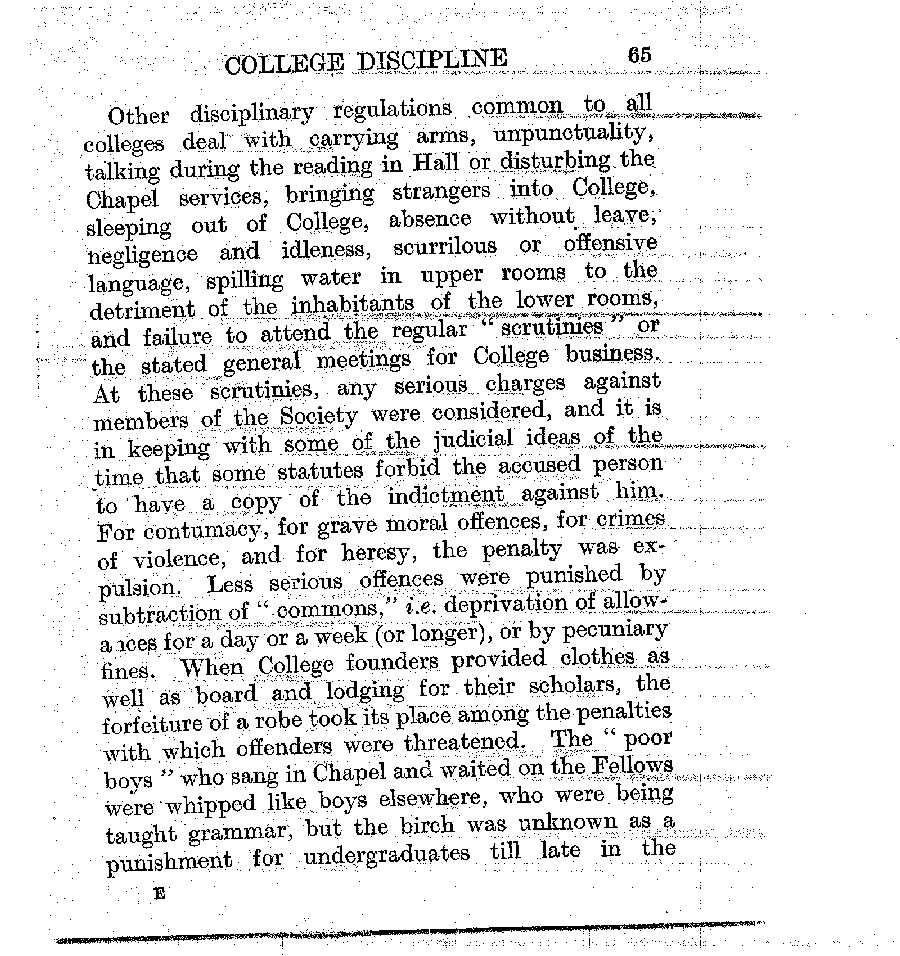 COLLEGE DISCIPLINE 65
Other disciplinary regulations common to all
colleges deal with carrying arms, unpunctuality,
talking during the reading in Hall or disturbing the
Chapel services, bringing strangers into College,
sleeping out of College, absence without leave,
negligence and idleness, scurrilous or offensive
language, spilling water in upper rooms to the
detriment of the inhabitants of the lower rooms,
and failure to attend the regular “ scrutinies ” or
the stated general meetings for College business.
At these scrutinies, any serious charges against
members of the Society were considered, and it is
in keeping with some of the judicial ideas of the
time that some statutes forbid the accused person
to have a copy of the indictment against him.
For contumacy, for grave moral offences, for crimes
of violence, and for heresy, the penalty was ex-
pulsion. Less serious offences were punished by
subtraction of “ commons,” i.e. deprivation of allow-
ances for a day or a week (or longer), or by pecuniary
fines. When College founders provided clothes as
well as board and lodging for their scholars, the
forfeiture of a robe took its place among the penalties
with which offenders were threatened. The “ poor
boys ” who sang in Chapel and waited on the Fellows
were whipped like boys elsewhere, who were being
taught grammar, but the birch was unknown as a
punishment for undergraduates till late in the
E